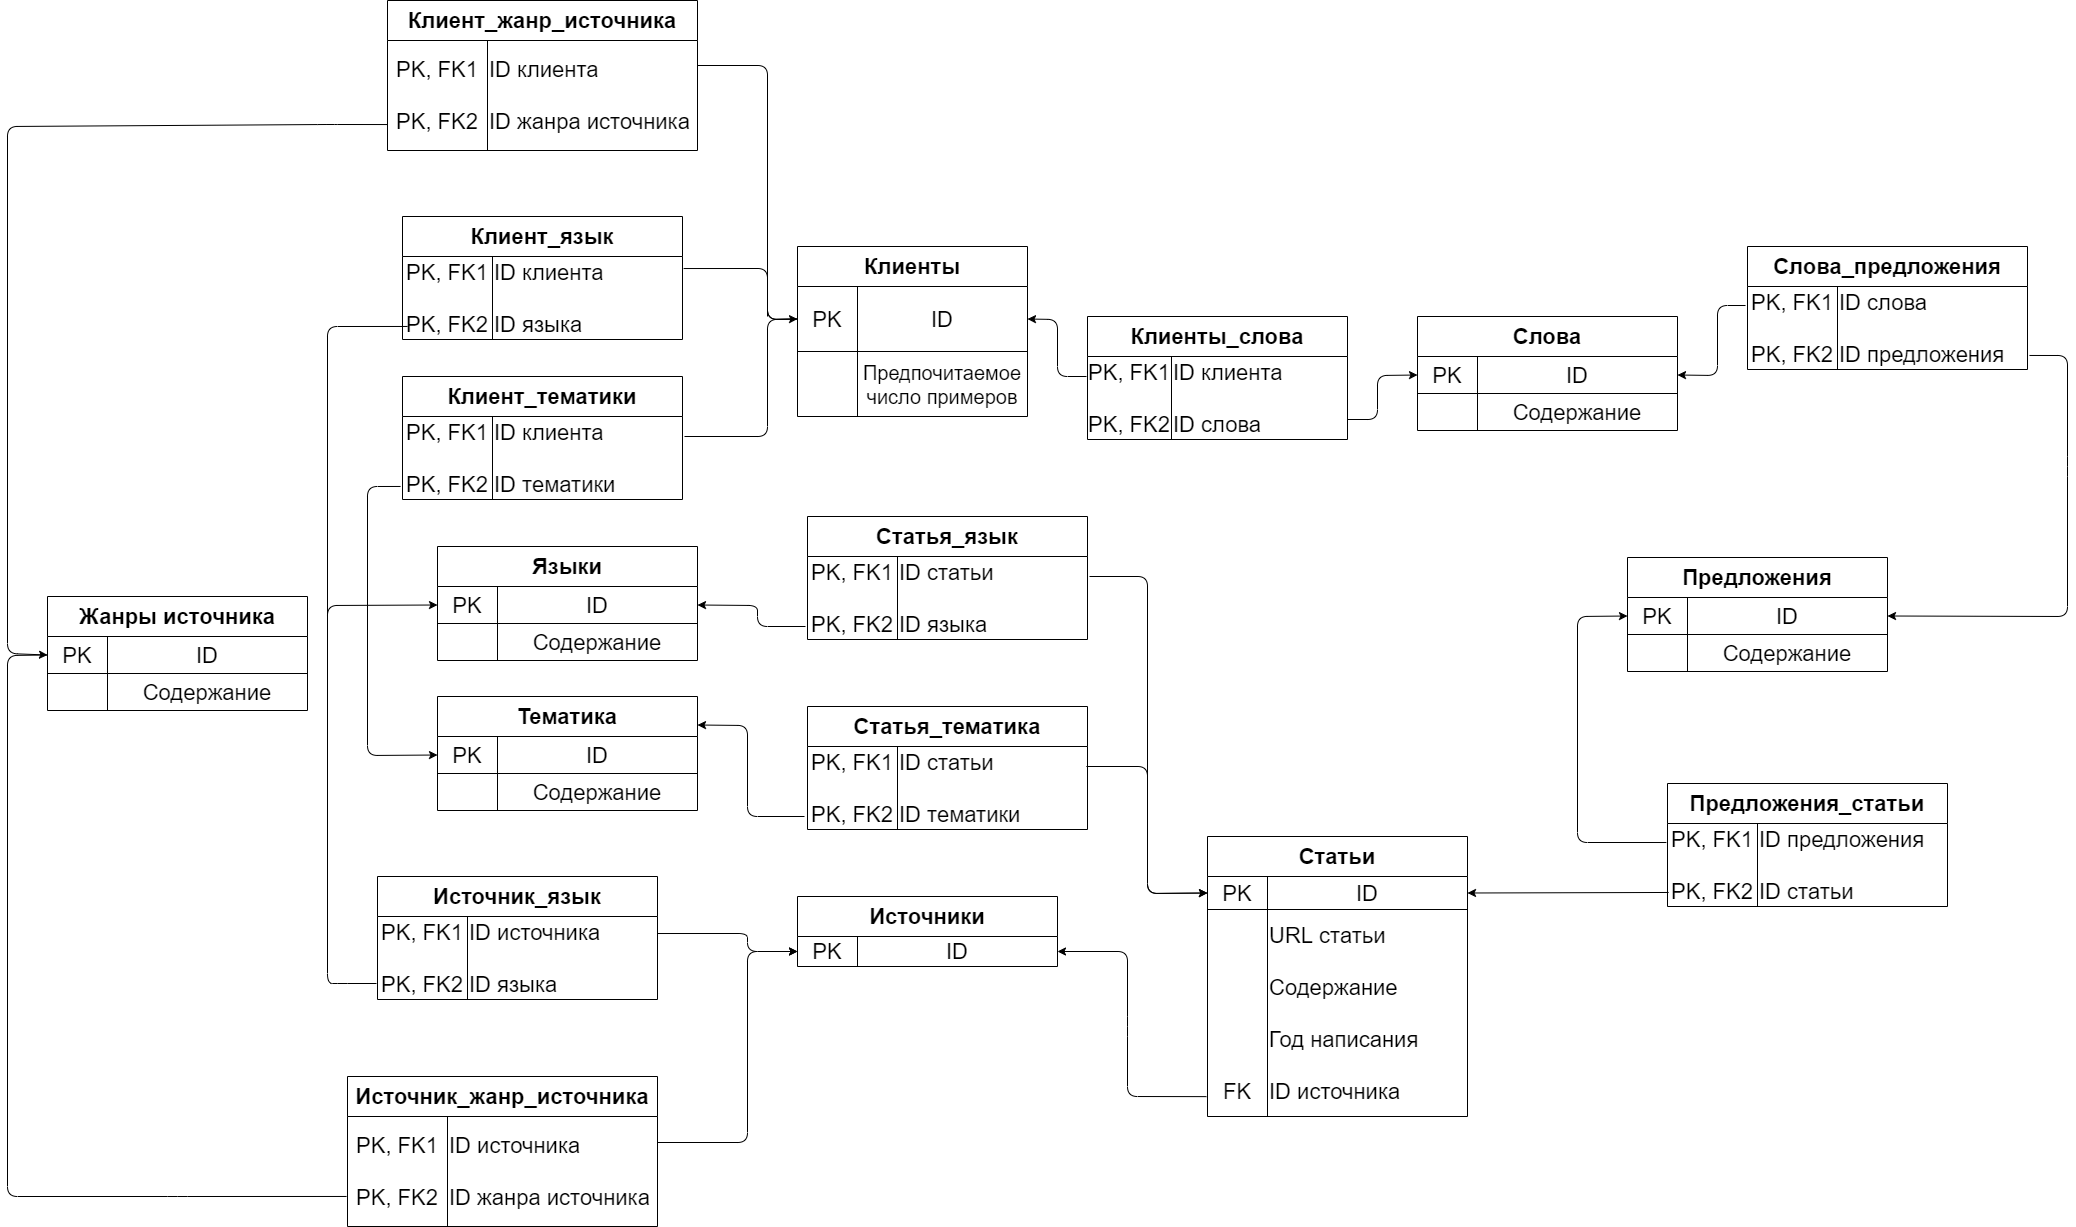 Клиент_жанр_источника
PK, FK1 ID клиента
PK, FK2 ID жанра источника
Клиент_язык
PK, FK1 ID клиента
PK, FK2 ID языка
Клиент_тематики
PK, FK1 ID клиента
PK, FK2 ID тематики
Клиенты
PK ID
Предпочитаемое
число примеров
Клиенты_слова
PK, FK1 ID клиента
PK, FK2 ID слова
Слова
PK ID
Содержание
Слова_предложения
PK, FK1 ID слова
PK, FK2 ID предложения
Жанры источника
PK ID
Содержание
Языки
PK ID
Содержание
Тематика
PK ID
Содержание
Статья_язык
PK, FK1 ID статьи
PK, FK2 ID языка
Статья_тематика
PK, FK1 ID статьи
PK, FK2 ID тематики
Предложения
PK ID
Содержание
Предложения_статьи
PK, FK1 ID предложения
PK, FK2 ID статьи
Источник_язык
PK, FK1 ID источника
PK, FK2 ID языка
Источники
PK ID
Статьи
PK ID
URL статьи
Содержание
Год написания
FK ID источника
Источник_жанр_источника
PK, FK1 ID источника
PK, FK2 ID жанра источника